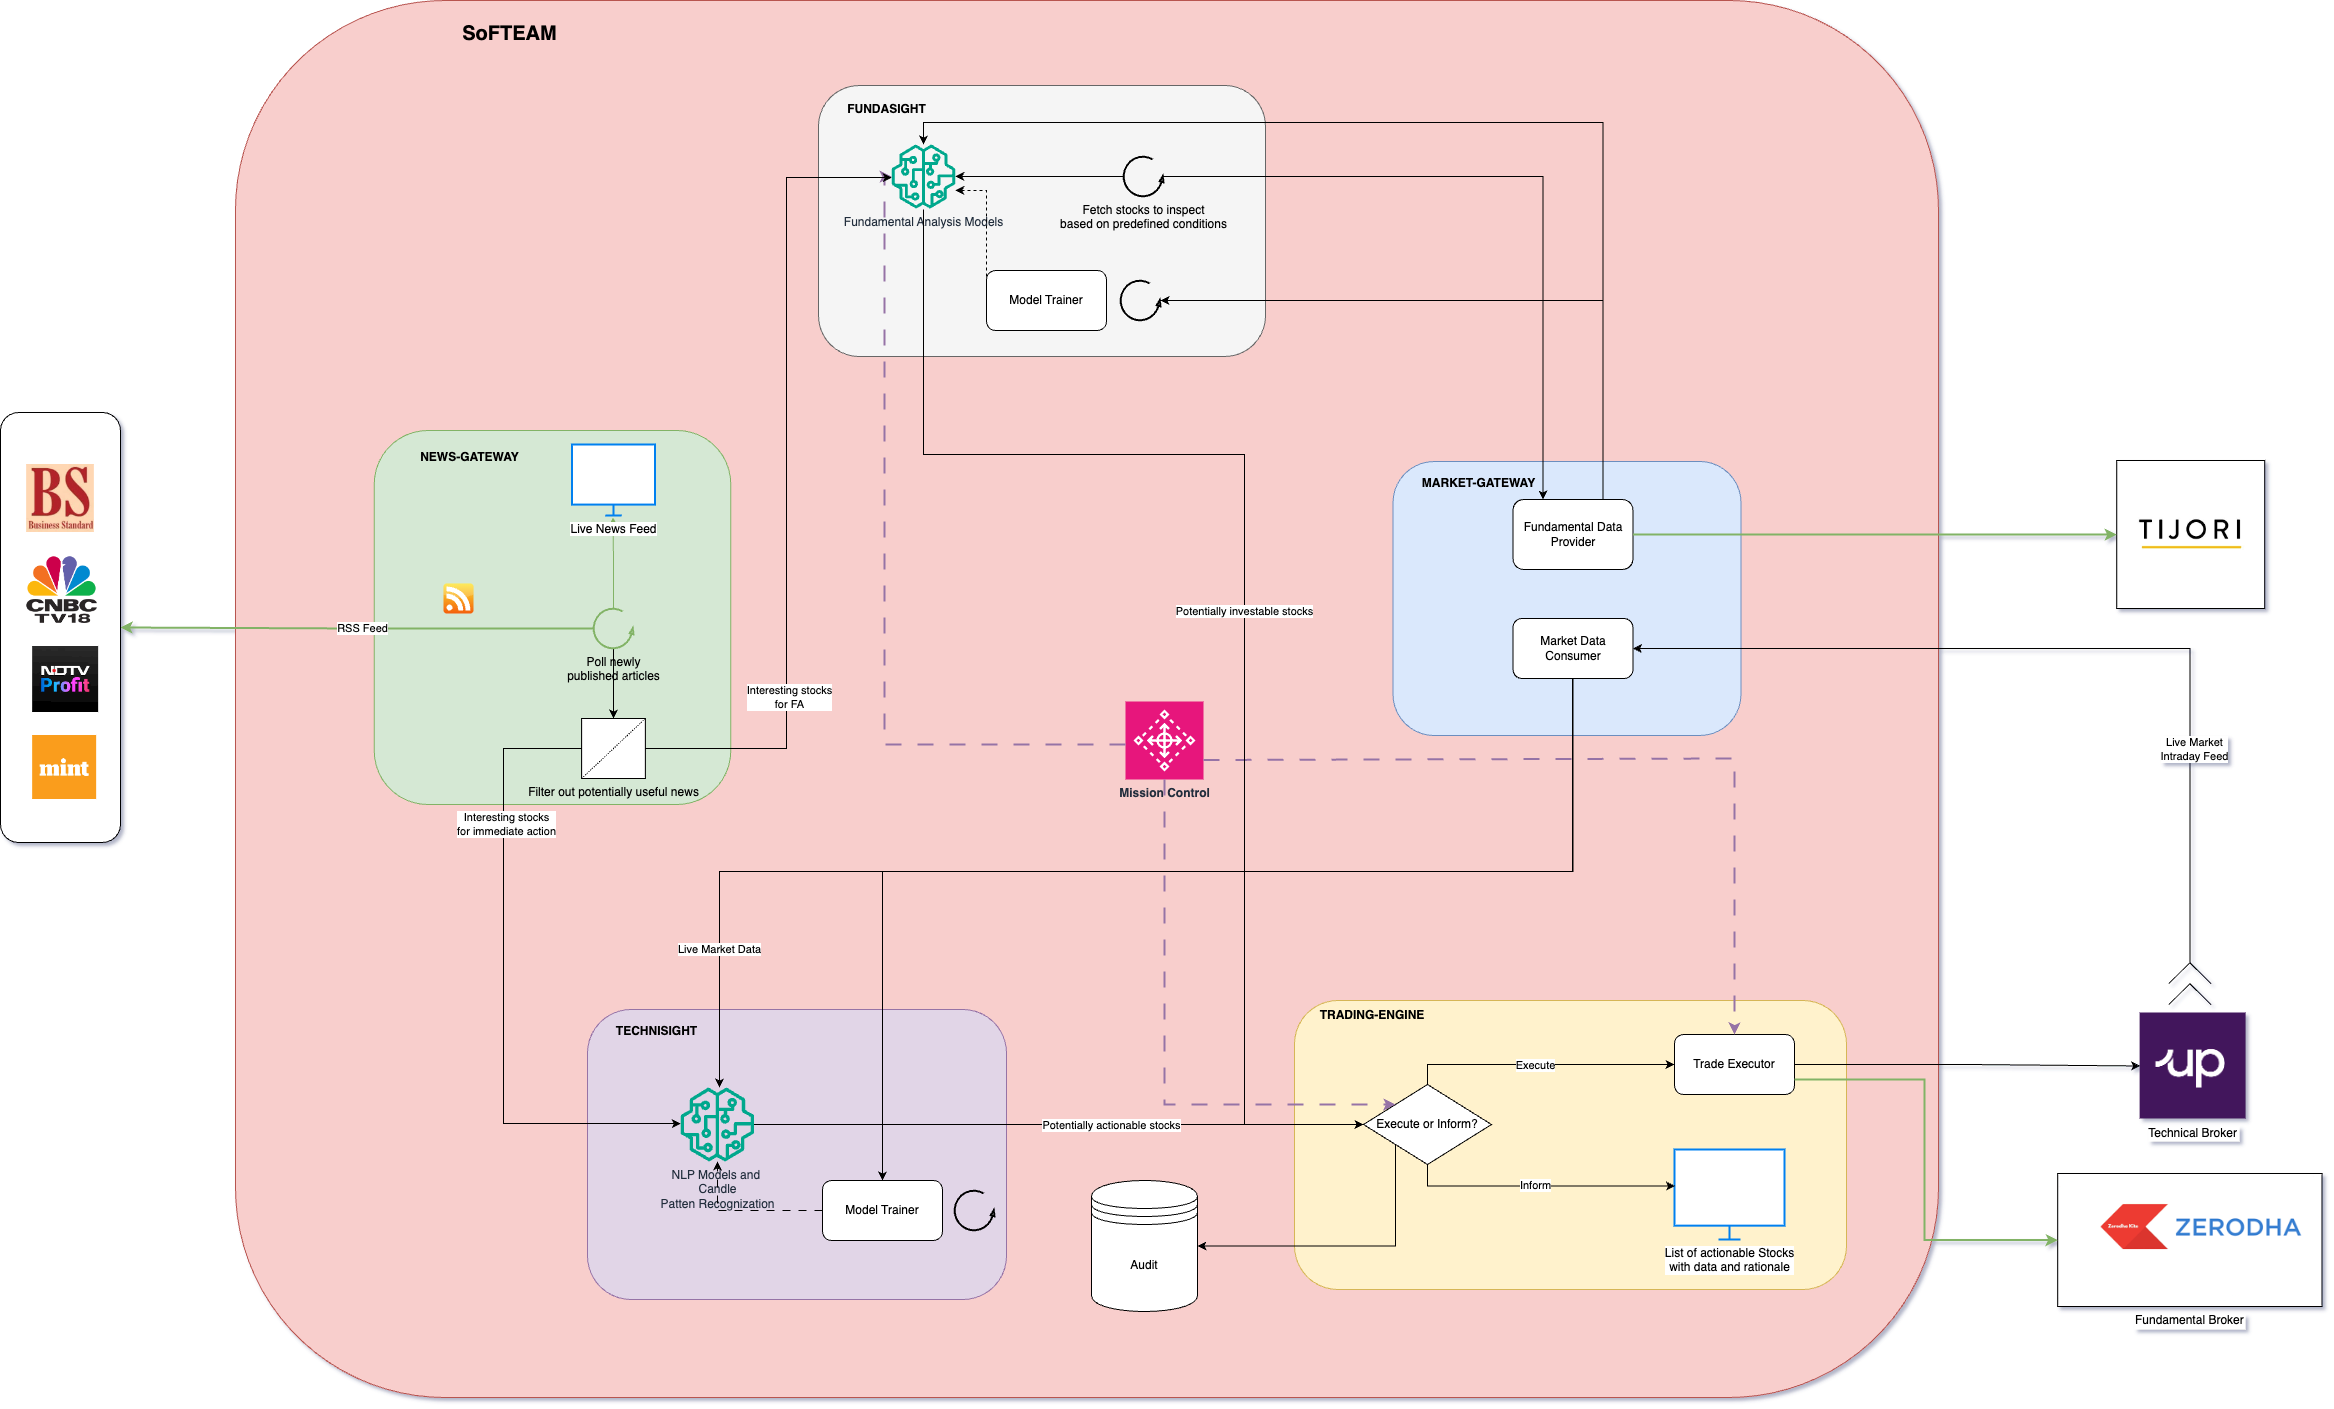 SoFTEAM
FUNDASIGHT
Fundamental Analysis Models
Fetch stocks to inspect
based on predefined conditions
Model Trainer
BS
Business Standard
CNBC
TV18
NDTV
Profit
mint
NEWS-GATEWAY
Live News Feed
RSS Feed
Poll newly
published articles
Filter out potentially useful news
Interesting stocks
for FA
Interesting stocks
for immediate action
Potentially investable stocks
MARKET-GATEWAY
Fundamental Data
Provider
Market Data
Consumer
TIJORI
Mission Control
Live Market
Intraday Feed
Live Market Data
TECHNISIGHT
NLP Models and
Candle
Patten Recognization
Model Trainer
Potentially actionable stocks
Audit
TRADING-ENGINE
Execute or Inform?
Execute
Trade Executor
Inform
List of actionable Stocks
with data and rationale
up
Technical Broker
Zerodha Kite
ZERODHA
Fundamental Broker